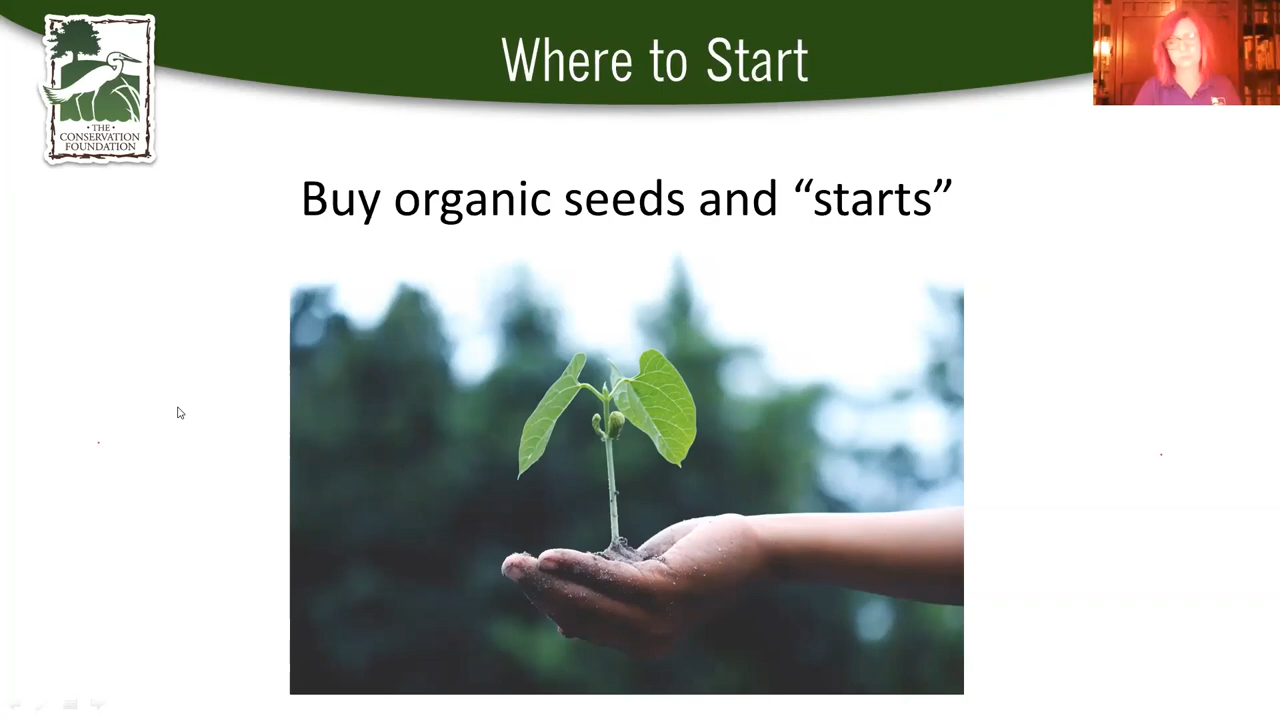 Where to Start
• THE •
CONSERVATION
FOUNDATION
Buy organic seeds and “starts”